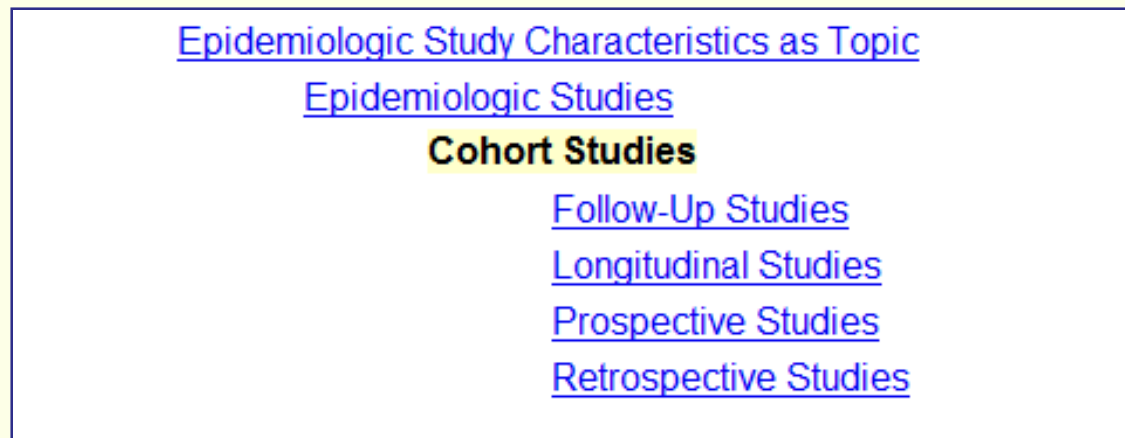 Epidemiologic Study Characteristics as Topic
Epidemiologic Studies
Cohort Studies
Follow-Up Studies
Longitudinal Studies
Prospective Studies
Retrospective Studies